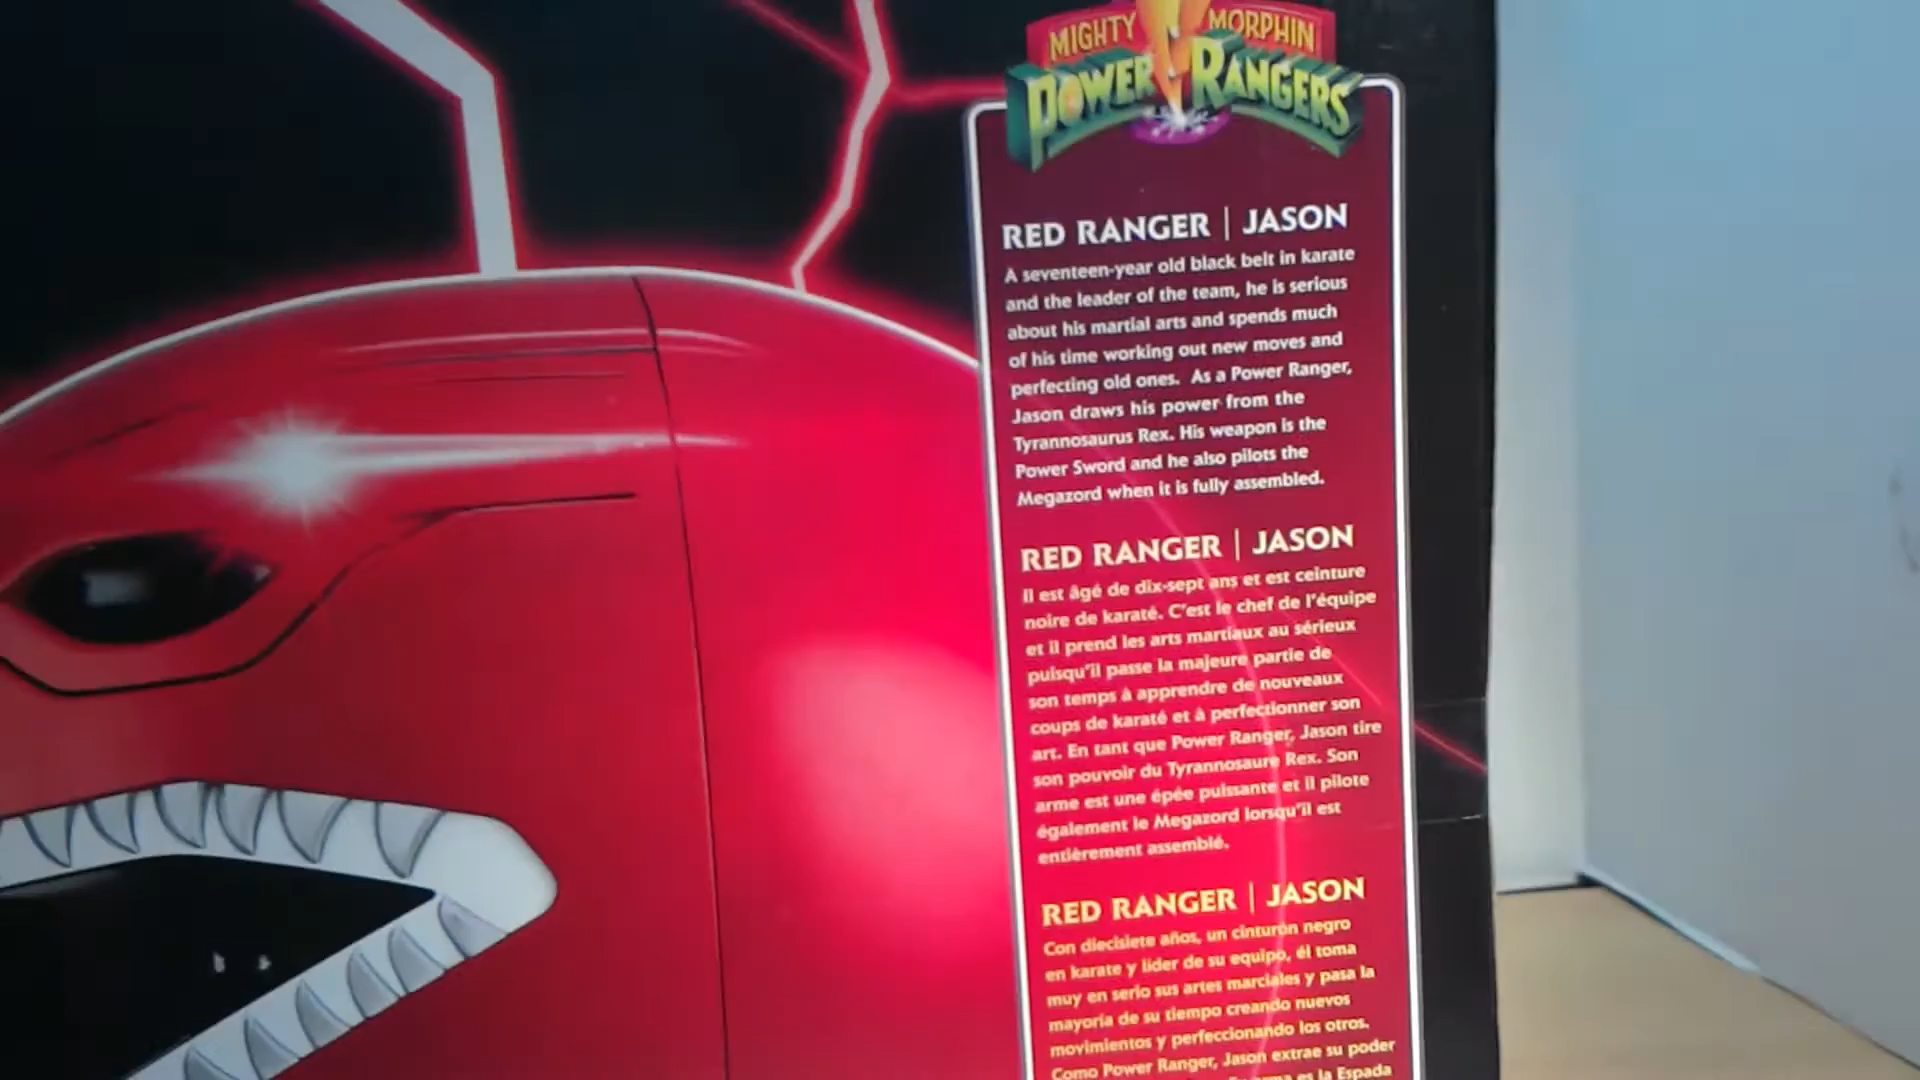 MIGHTY MORPHIN
POWER RANGERS
RED RANGER | JASON
A seventeen-year old black belt in karate
and the leader of the team, he is serious
about his martial arts and spends much
of his time working out new moves and
perfecting old ones. As a Power Ranger,
Jason draws his power from the
Tyrannosaurus Rex. His weapon is the
Power Sword and he also pilots the
Megazord when it is fully assembled.
RED RANGER | JASON
Il est âgé de dix-sept ans et est ceinture
noire de karaté. C'est le chef de l'équipe
et il prend les arts martiaux au sérieux
puisqu'il passe la majeure partie de
son temps à apprendre de nouveaux
coups de karaté et à perfectionner son
art. En tant que Power Ranger, Jason tire
son pouvoir du Tyrannosaure Rex. Son
arme est une épée puissante et il pilote
également le Megazord lorsqu'il est
entièrement assemblé.
RED RANGER | JASON
Con diecisiete años, un cinturón negro
en karate y líder de su equipo, él toma
muy en serio sus artes marciales y pasa la
mayoría de su tiempo creando nuevos
movimientos y perfeccionando los otros.
Como Power Ranger, Jason extrae su poder
es la Espada